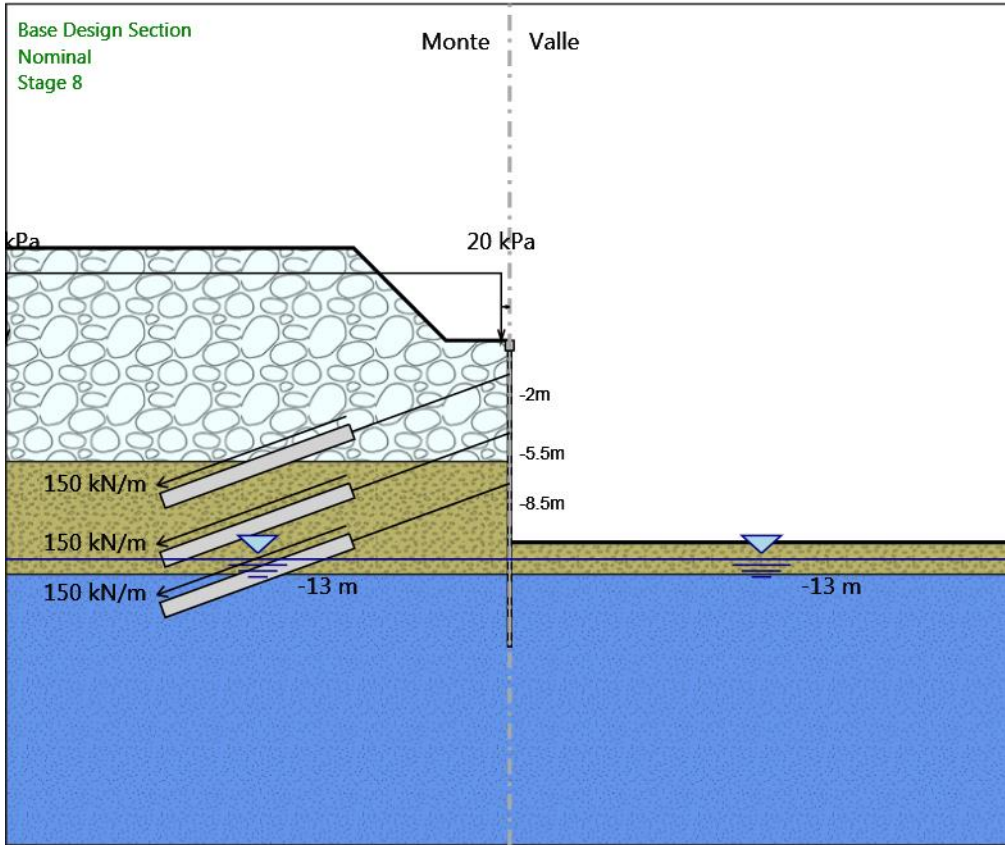 Base Design Section
Nominal
Stage 8
Monte
Valle
kPa
20 kPa
-2m
-5.5m
-8.5m
150 kN/m
150 kN/m
150 kN/m
-13 m
-13 m